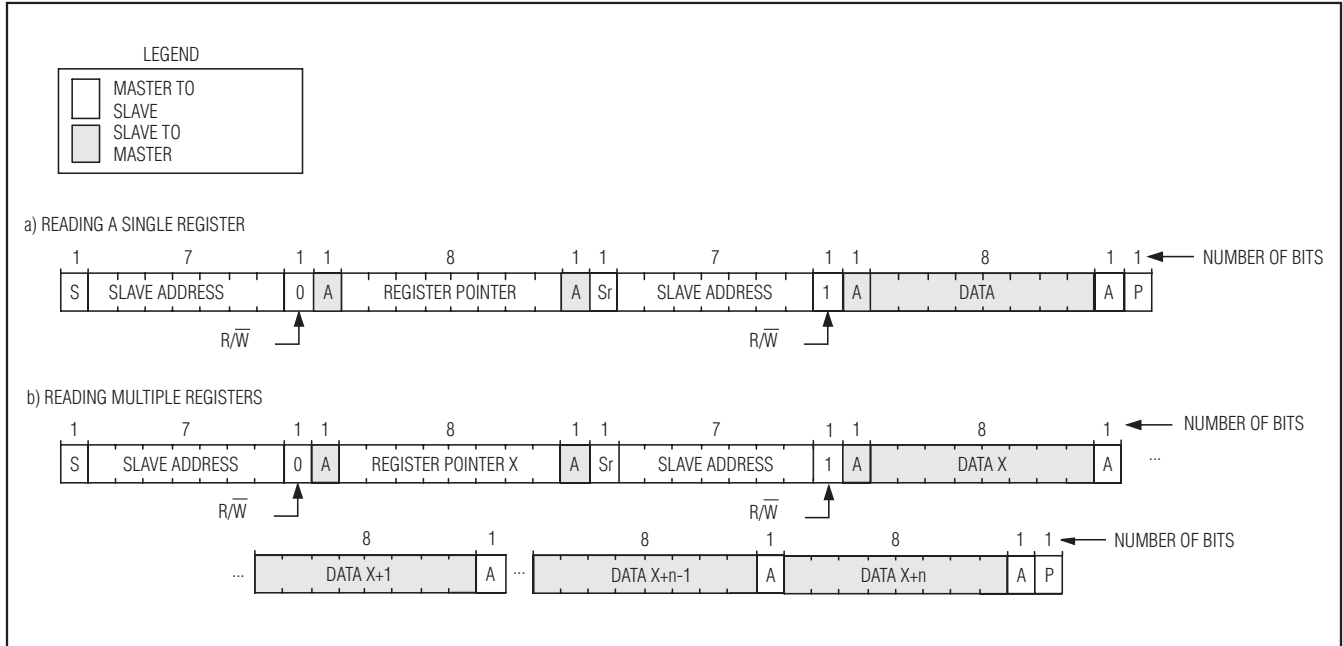 LEGEND
MASTER TO
SLAVE
SLAVE TO
MASTER
a) READING A SINGLE REGISTER
1 7 1 1 8 1 1 7 1 1 8 1 1 NUMBER OF BITS
S SLAVE ADDRESS 0 A REGISTER POINTER A Sr SLAVE ADDRESS 1 A DATA A P
R/W̅ R/W̅
b) READING MULTIPLE REGISTERS
1 7 1 1 8 1 1 7 1 1 8 1 NUMBER OF BITS
S SLAVE ADDRESS 0 A REGISTER POINTER X A Sr SLAVE ADDRESS 1 A DATA X A ...
R/W̅ R/W̅
8 1 8 1 8 1 1 NUMBER OF BITS
... DATA X+1 A ... DATA X+n-1 A DATA X+n A P